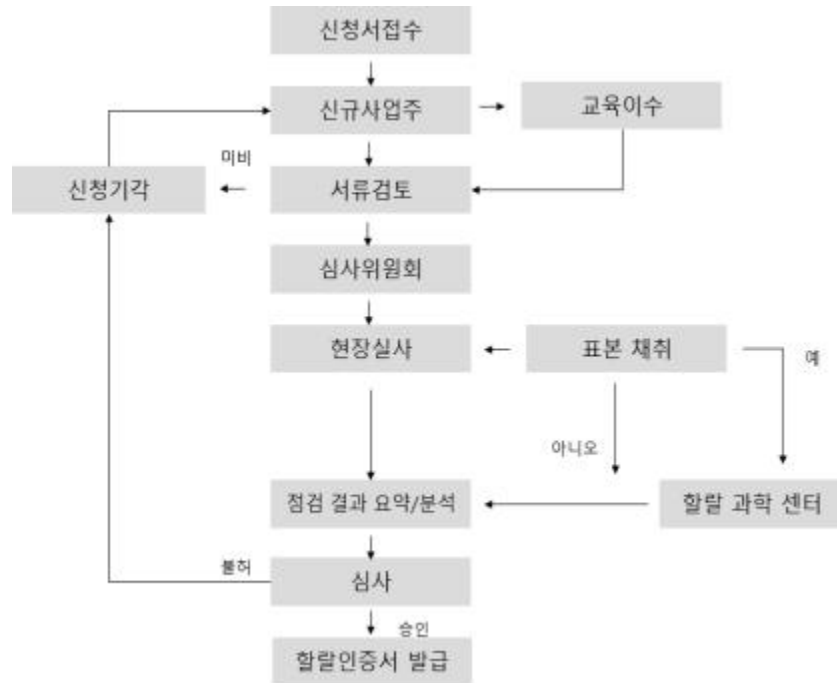 신청서접수
신규사업주
교육이수
미비
신청기각
서류검토
심사위원회
현장실사
표본 채취
예
아니오
점검 결과 요약/분석
할랄 과학 센터
불허
심사
승인
할랄인증서 발급